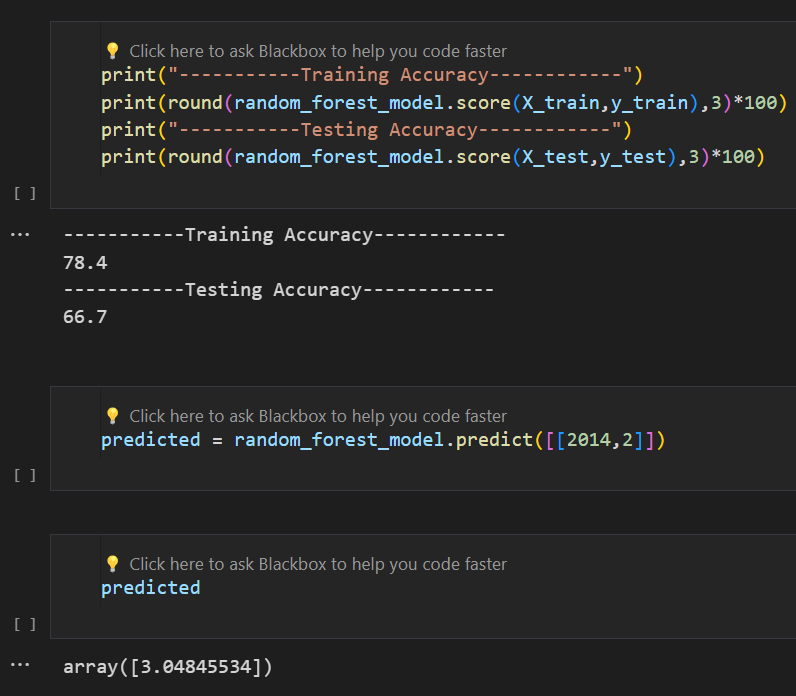 💡 Click here to ask Blackbox to help you code faster
print("-----------Training Accuracy------------")
print(round(random_forest_model.score(X_train,y_train),3)*100)
print("-----------Testing Accuracy------------")
print(round(random_forest_model.score(X_test,y_test),3)*100)
[ ]
... -----------Training Accuracy------------
78.4
-----------Testing Accuracy------------
66.7
💡 Click here to ask Blackbox to help you code faster
predicted = random_forest_model.predict([[2014,2]])
[ ]
💡 Click here to ask Blackbox to help you code faster
predicted
[ ]
... array([3.04845534])